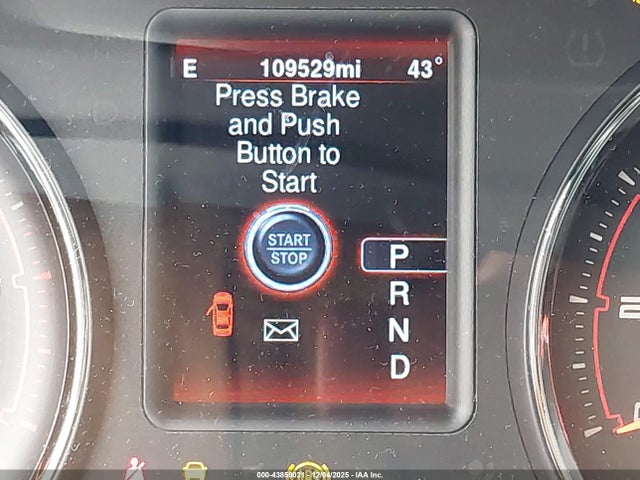 E 109529mi 43°
Press Brake
and Push
Button to
Start
START
STOP
P
R
N
D
000-43859021 - 12/04/2025 - IAA Inc.